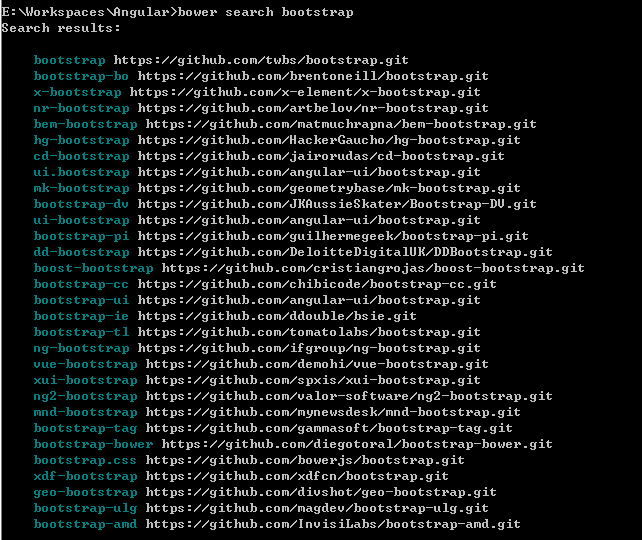 E:\Workspaces\Angular>bower search bootstrap
Search results:
bootstrap https://github.com/twbs/bootstrap.git
bootstrap-bo https://github.com/brentoneill/bootstrap.git
x-bootstrap https://github.com/x-element/x-bootstrap.git
nr-bootstrap https://github.com/artbelov/nr-bootstrap.git
bem-bootstrap https://github.com/matmuchrapna/bem-bootstrap.git
hg-bootstrap https://github.com/HackerGaucho/hg-bootstrap.git
cd-bootstrap https://github.com/jairorudas/cd-bootstrap.git
ui.bootstrap https://github.com/angular-ui/bootstrap.git
mk-bootstrap https://github.com/geometrybase/mk-bootstrap.git
bootstrap-dv https://github.com/JKAussieSkater/Bootstrap-DV.git
ui-bootstrap https://github.com/angular-ui/bootstrap.git
bootstrap-pi https://github.com/guilhermegeek/bootstrap-pi.git
dd-bootstrap https://github.com/DeloitteDigitalUK/DDBootstrap.git
boost-bootstrap https://github.com/cristiangrojas/boost-bootstrap.git
bootstrap-cc https://github.com/chibicode/bootstrap-cc.git
bootstrap-ui https://github.com/angular-ui/bootstrap.git
bootstrap-ie https://github.com/ddouble/bsie.git
bootstrap-tl https://github.com/tomatolabs/bootstrap.git
ng-bootstrap https://github.com/ifgroup/ng-bootstrap.git
vue-bootstrap https://github.com/demohi/vue-bootstrap.git
xui-bootstrap https://github.com/spxis/xui-bootstrap.git
ng2-bootstrap https://github.com/valor-software/ng2-bootstrap.git
mnd-bootstrap https://github.com/mynewsdesk/mnd-bootstrap.git
bootstrap-tag https://github.com/gammasoft/bootstrap-tag.git
bootstrap-bower https://github.com/diegotoral/bootstrap-bower.git
bootstrap.css https://github.com/bowerjs/bootstrap.git
xdf-bootstrap https://github.com/xdfcn/bootstrap.git
geo-bootstrap https://github.com/divshot/geo-bootstrap.git
bootstrap-ulg https://github.com/magdev/bootstrap-ulg.git
bootstrap-amd https://github.com/InvisiLabs/bootstrap-amd.git